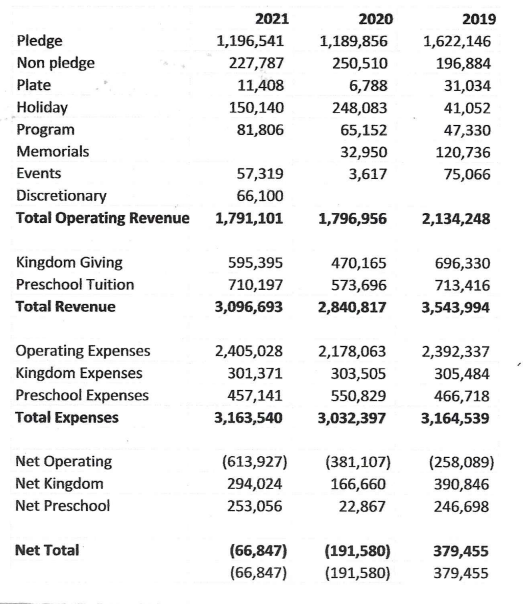 2021 2020 2019
Pledge 1,196,541 1,189,856 1,622,146
Non pledge 227,787 250,510 196,884
Plate 11,408 6,788 31,034
Holiday 150,140 248,083 41,052
Program 81,806 65,152 47,330
Memorials 32,950 120,736
Events 57,319 3,617 75,066
Discretionary 66,100
Total Operating Revenue 1,791,101 1,796,956 2,134,248
Kingdom Giving 595,395 470,165 696,330
Preschool Tuition 710,197 573,696 713,416
Total Revenue 3,096,693 2,840,817 3,543,994
Operating Expenses 2,405,028 2,178,063 2,392,337
Kingdom Expenses 301,371 303,505 305,484
Preschool Expenses 457,141 550,829 466,718
Total Expenses 3,163,540 3,032,397 3,164,539
Net Operating (613,927) (381,107) (258,089)
Net Kingdom 294,024 166,660 390,846
Net Preschool 253,056 22,867 246,698
Net Total (66,847) (191,580) 379,455
(66,847) (191,580) 379,455